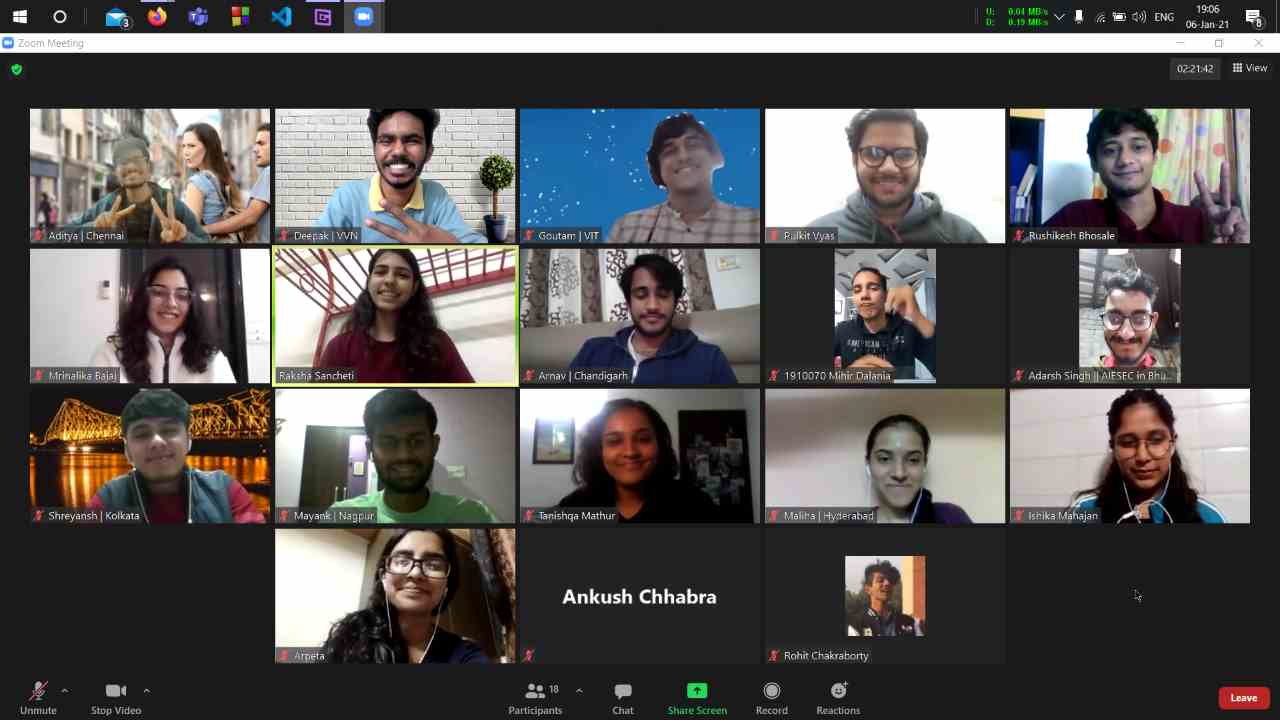 3
U: 0.04 MB/s
D: 0.19 MB/s
ENG
19:06
06-Jan-21
8
Zoom Meeting
02:21:42
View
Aditya | Chennai
Deepak | VVN
Goutam | VIT
Pulkit Vyas
Rushikesh Bhosale
Mrinalika Bajaj
Raksha Sancheti
Arnav | Chandigarh
AMERICAN
1910070 Mihir Dalania
Adarsh Singh || AIESEC in Bhu...
Shreyansh | Kolkata
Mayank | Nagpur
Tanishqa Mathur
Maliha | Hyderabad
Ishika Mahajan
Arpeta
Ankush Chhabra
Rohit Chakraborty
Unmute
Stop Video
18
Participants
Chat
Share Screen
Record
Reactions
Leave